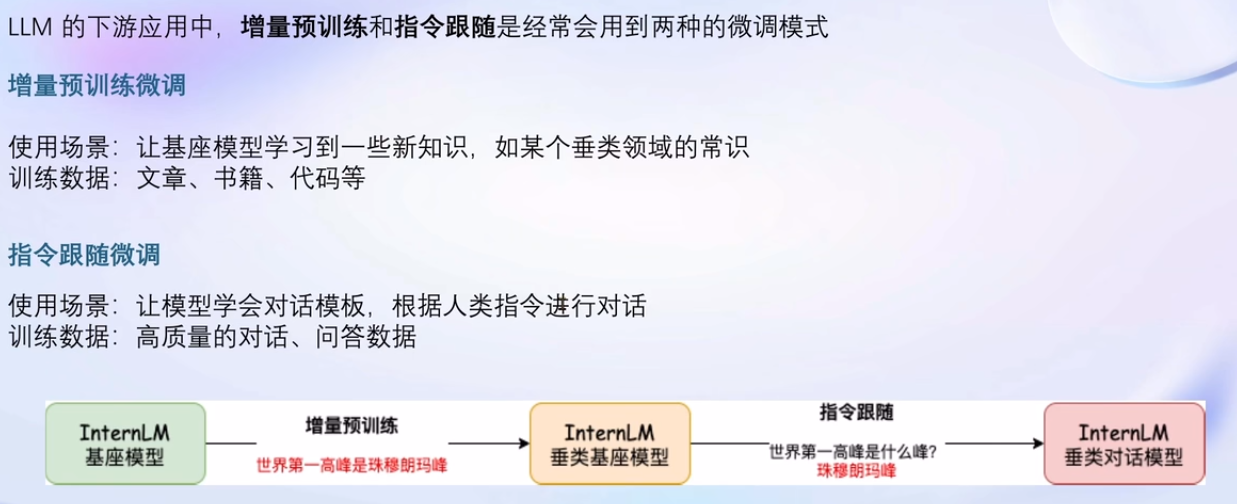 LLM 的下游应用中，增量预训练和指令跟随是经常会用到两种的微调模式
增量预训练微调
使用场景：让基座模型学习到一些新知识，如某个垂类领域的常识
训练数据：文章、书籍、代码等
指令跟随微调
使用场景：让模型学会对话模板，根据人类指令进行对话
训练数据：高质量的对话、问答数据
InternLM
基座模型
增量预训练
世界第一高峰是珠穆朗玛峰
InternLM
垂类基座模型
指令跟随
世界第一高峰是什么峰？
珠穆朗玛峰
InternLM
垂类对话模型